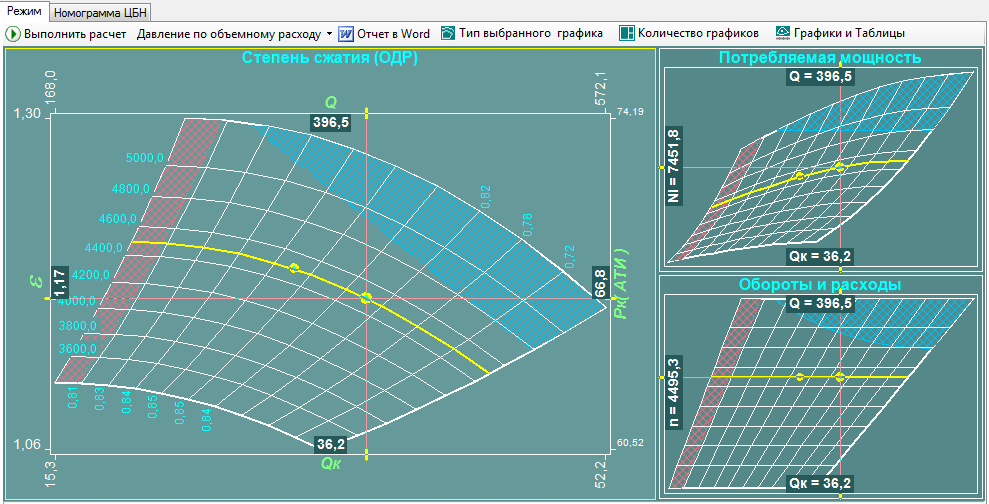 Режим Номограмма ЦБН
Выполнить расчет Давление по объемному расходу Отчет в Word Тип выбранного графика Количество графиков Графики и Таблицы
Степень сжатия (ОДР)
168,0
Q
572,1
1,30
396,5
74,19
5000,0
4800,0
4600,0
4400,0
4200,0
4000,0
3800,0
3600,0
0,82
0,78
0,72
ε
1,17
66,8
Рк( АТИ )
0,81
0,83
0,84
0,85
0,85
0,84
1,06
36,2
60,52
15,3
Qк
52,2
Потребляемая мощность
Q = 396,5
NI = 7451,8
Qк = 36,2
Обороты и расходы
Q = 396,5
n = 4495,3
Qк = 36,2